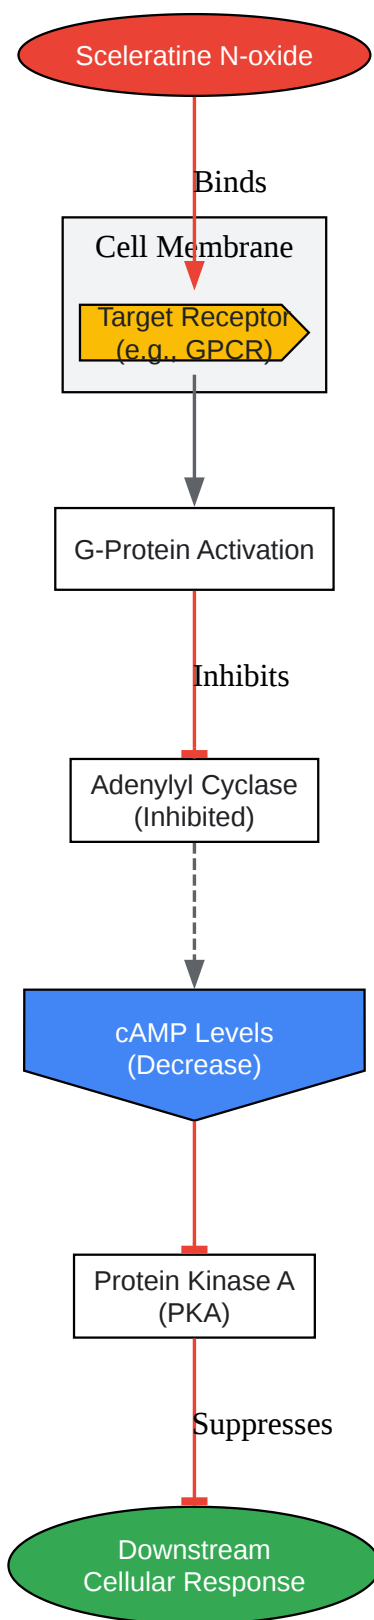 Sceleratine N-oxide
Binds
Cell Membrane
Target Receptor
(e.g., GPCR)
G-Protein Activation
Inhibits
Adenylyl Cyclase
(Inhibited)
cAMP Levels
(Decrease)
Protein Kinase A
(PKA)
Suppresses
Downstream
Cellular Response